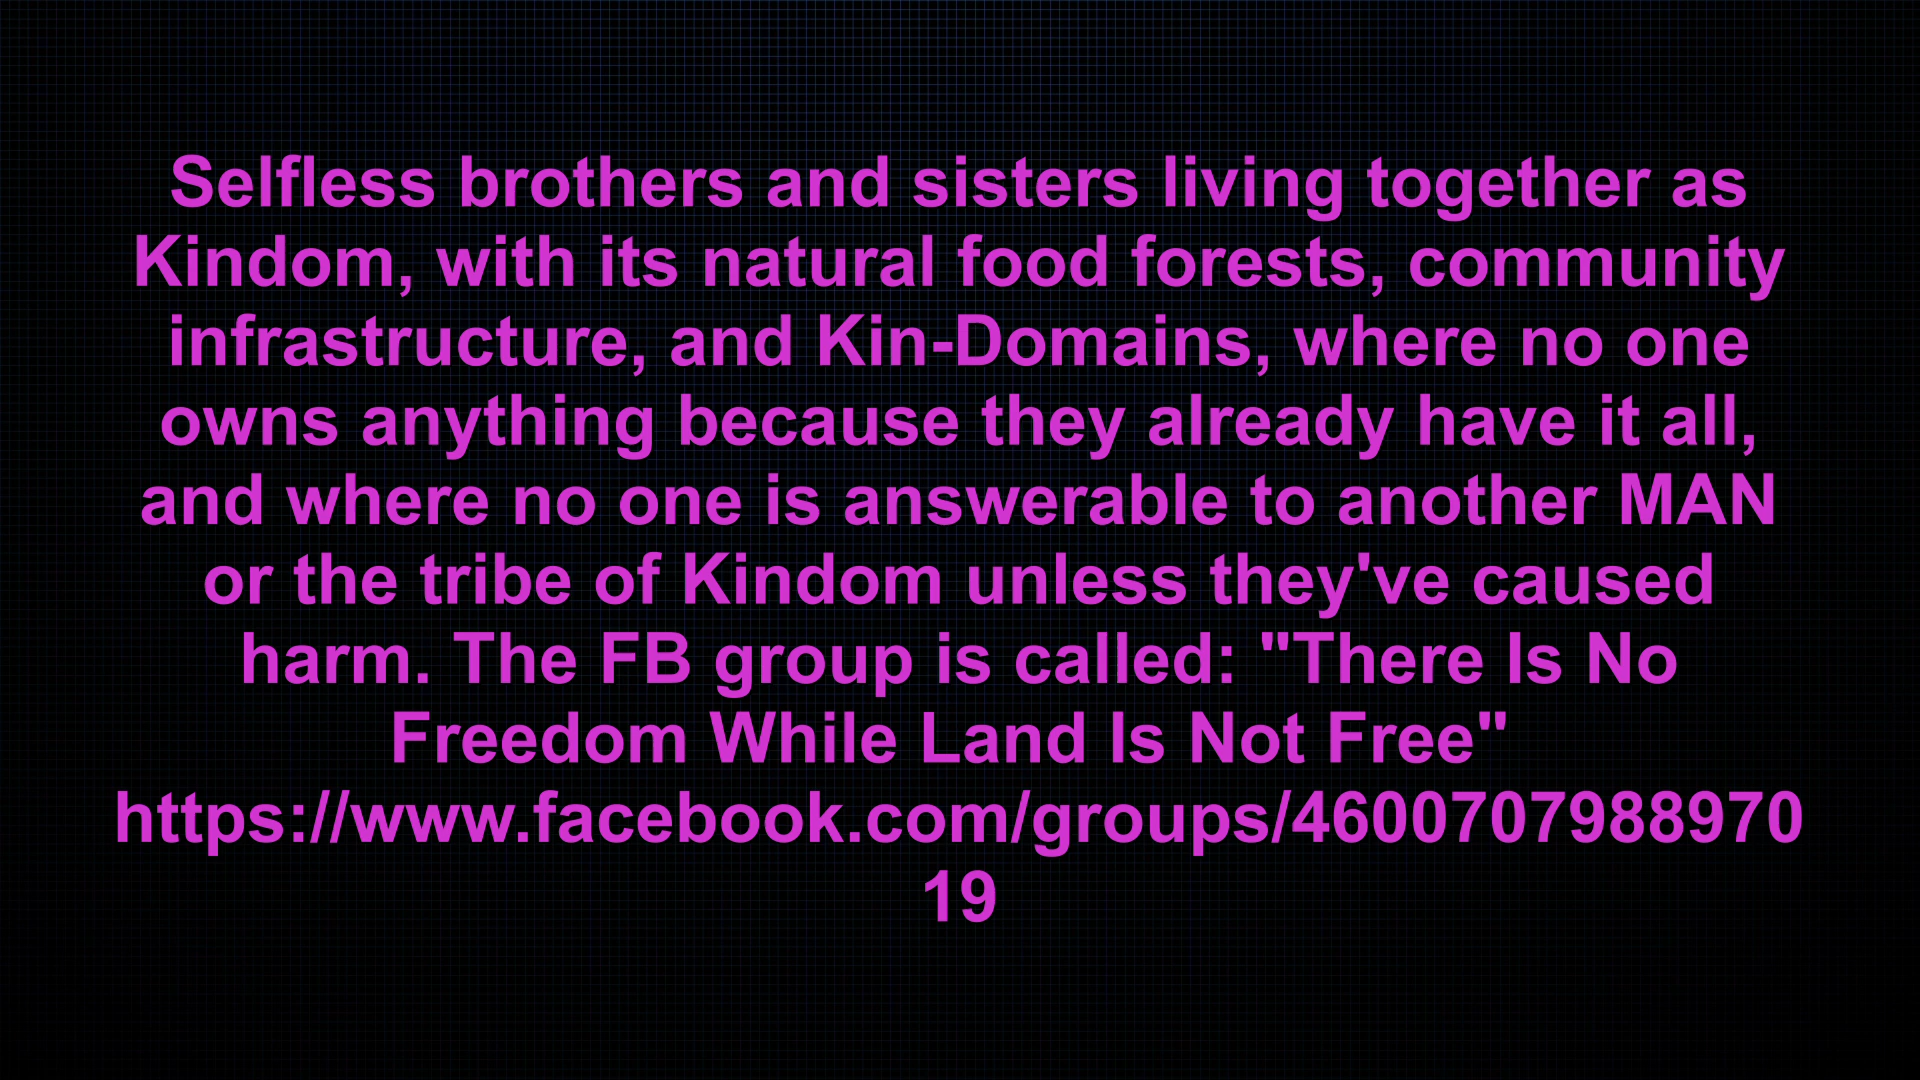 Selfless brothers and sisters living together as
Kindom, with its natural food forests, community
infrastructure, and Kin-Domains, where no one
owns anything because they already have it all,
and where no one is answerable to another MAN
or the tribe of Kindom unless they've caused
harm. The FB group is called: "There Is No
Freedom While Land Is Not Free"
https://www.facebook.com/groups/4600707988970
19